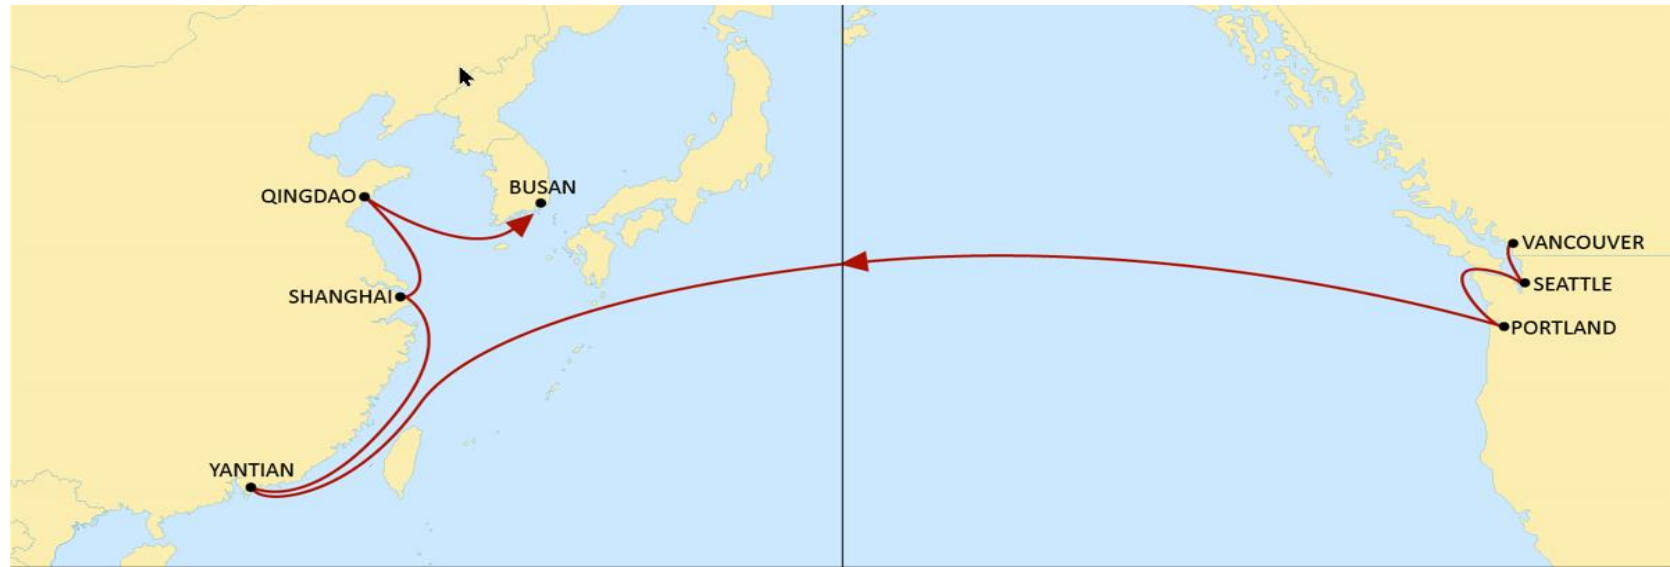 BUSAN
QINGDAO
VANCOUVER
SEATTLE
SHANGHAI
PORTLAND
YANTIAN